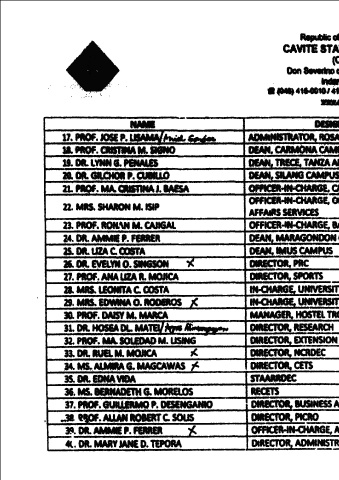 Republic of
CAVITE STA
(C
Don Severino d
Indan
☎ (046) 415-0010 / 41
www.
NAME DESIG
17. PROF. JOSE P. LISAMA/ ADMINISTRATOR, ROSA
18. PROF. CRISTINA M. SIGNO DEAN, CARMONA CAM
19. DR. LYNN G. PENALES DEAN, TRECE, TANZA A
20. DR. GILCHOR P. CUBILLO DEAN, SILANG CAMPUS
21. PROF. MA. CRISTINA J. BAESA OFFICER-IN-CHARGE, CA
22. MRS. SHARON M. ISIP OFFICER-IN-CHARGE, O
AFFAIRS SERVICES
23. PROF. RONAN M. CAJIGAL OFFICER-IN-CHARGE, B
24. DR. AMMIE P. FERRER DEAN, MARAGONDON
25. DR. LIZA C. COSTA DEAN, IMUS CAMPUS
26. DR. EVELYN O. SINGSON x DIRECTOR, PRC
27. PROF. ANA LIZA R. MOJICA DIRECTOR, SPORTS
28. MRS. LEONITA C. COSTA IN-CHARGE, UNIVERSIT
29. MRS. EDWINA O. RODEROS x IN-CHARGE, UNIVERSIT
30. PROF. DAISY M. MARCA MANAGER, HOSTEL TRO
31. DR. HOSEA DL. MATEL/ DIRECTOR, RESEARCH
32. PROF. MA. SOLEDAD M. LISING DIRECTOR, EXTENSION
33. DR. RUEL M. MOJICA x DIRECTOR, NCRDEC
34. MS. ALMIRA G. MAGCAWAS x DIRECTOR, CETS
35. DR. EDNA VIDA STAARRDEC
36. MS. BERNADETH G. MORELOS RECETS
37. PROF. GUILLERMO P. DESENGANIO DIRECTOR, BUSINESS A
38. PROF. ALLAN ROBERT C. SOLIS DIRECTOR, PICRO
39. DR. AMMIE P. FERRER x OFFICER-IN-CHARGE, A
4(. DR. MARY JANE D. TEPORA DIRECTOR, ADMINISTR